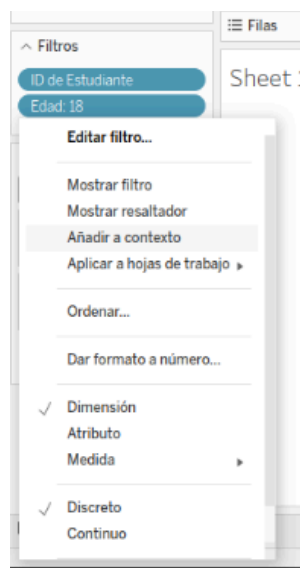 Filas
Filtros
ID de Estudiante
Edad: 18
Sheet
Editar filtro...
Mostrar filtro
Mostrar resaltador
Añadir a contexto
Aplicar a hojas de trabajo
Ordenar...
Dar formato a número...
Dimensión
Atributo
Medida
Discreto
Continuo